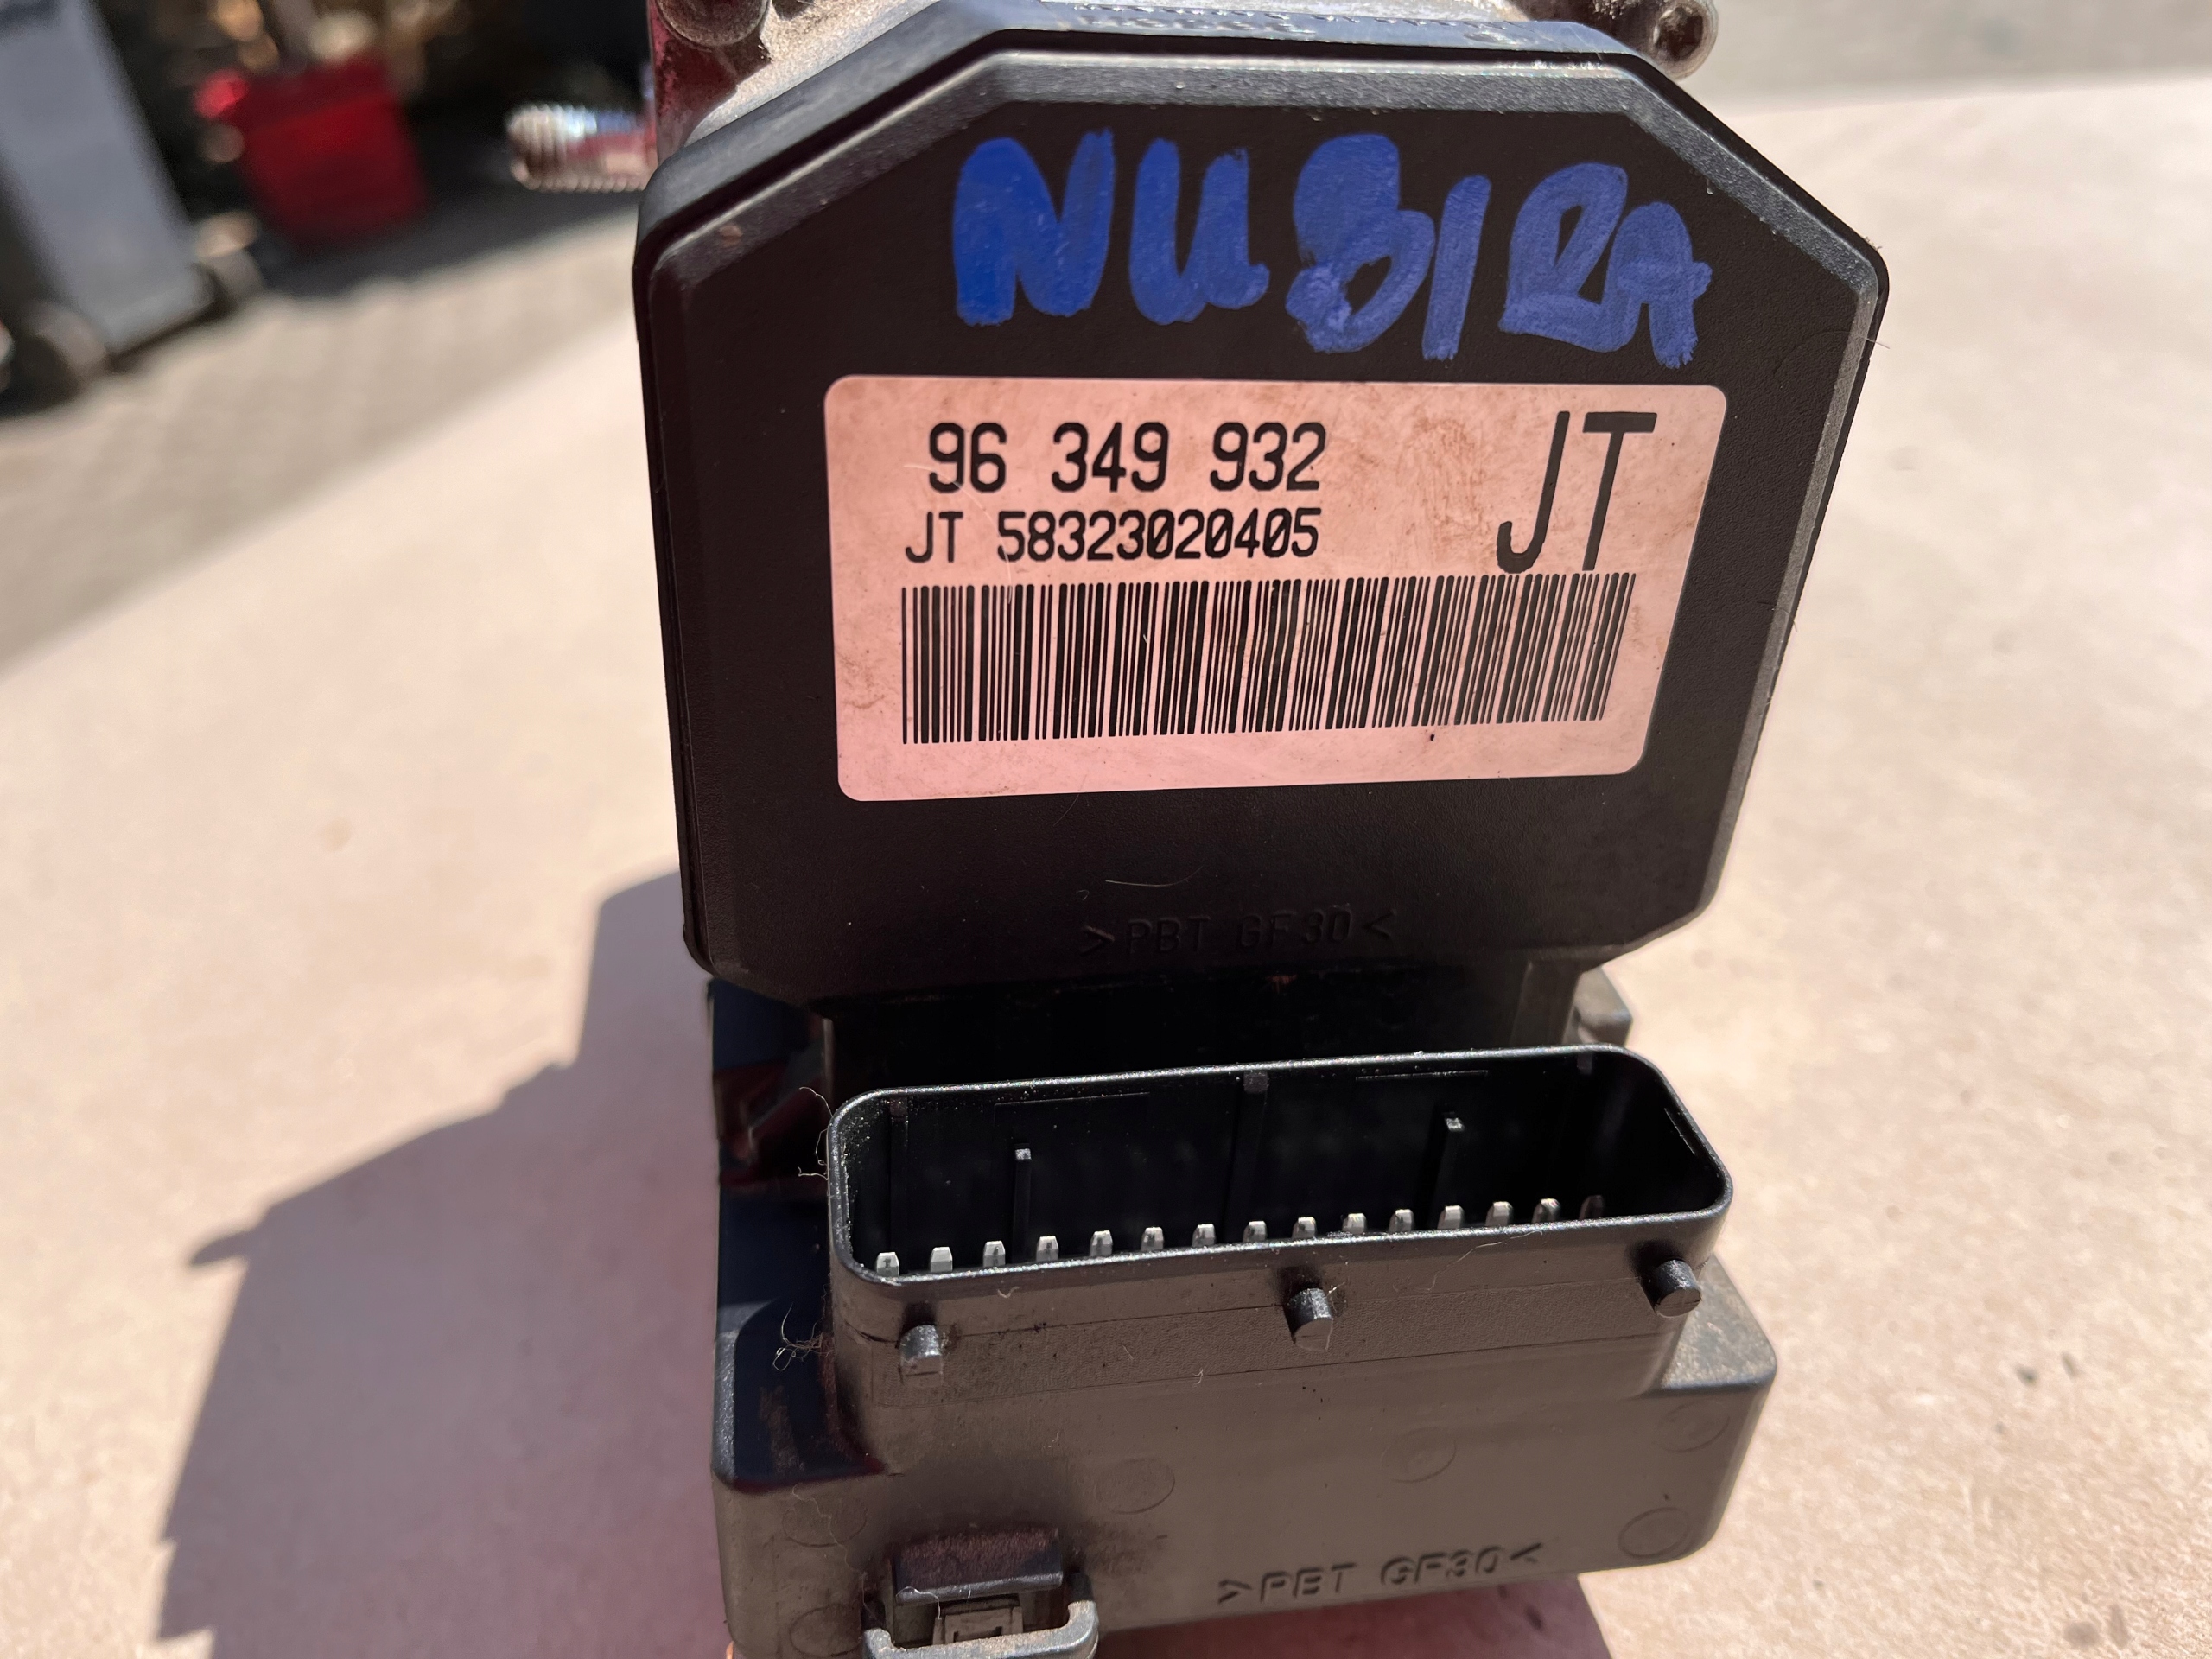 NUBIRA
96 349 932
JT
JT 58323020405
>PBT GF30<
>PBT GF30<